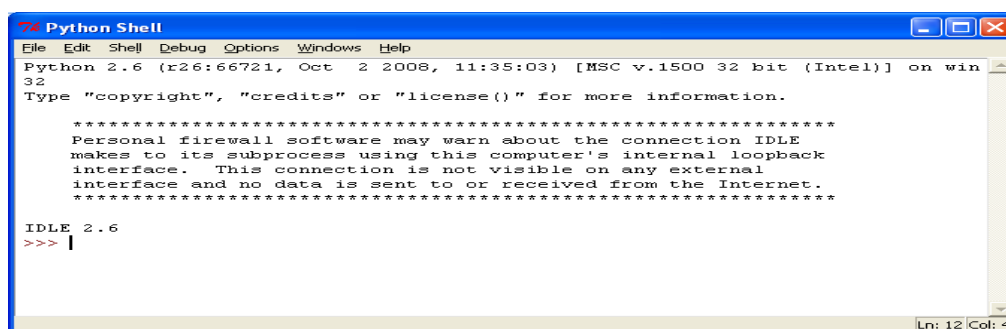 Python Shell
File Edit Shell Debug Options Windows Help
Python 2.6 (r26:66721, Oct  2 2008, 11:35:03) [MSC v.1500 32 bit (Intel)] on win
32
Type "copyright", "credits" or "license()" for more information.
****************************************************************
Personal firewall software may warn about the connection IDLE
makes to its subprocess using this computer's internal loopback
interface.  This connection is not visible on any external
interface and no data is sent to or received from the Internet.
****************************************************************
IDLE 2.6
>>>
Ln: 12 Col: 4